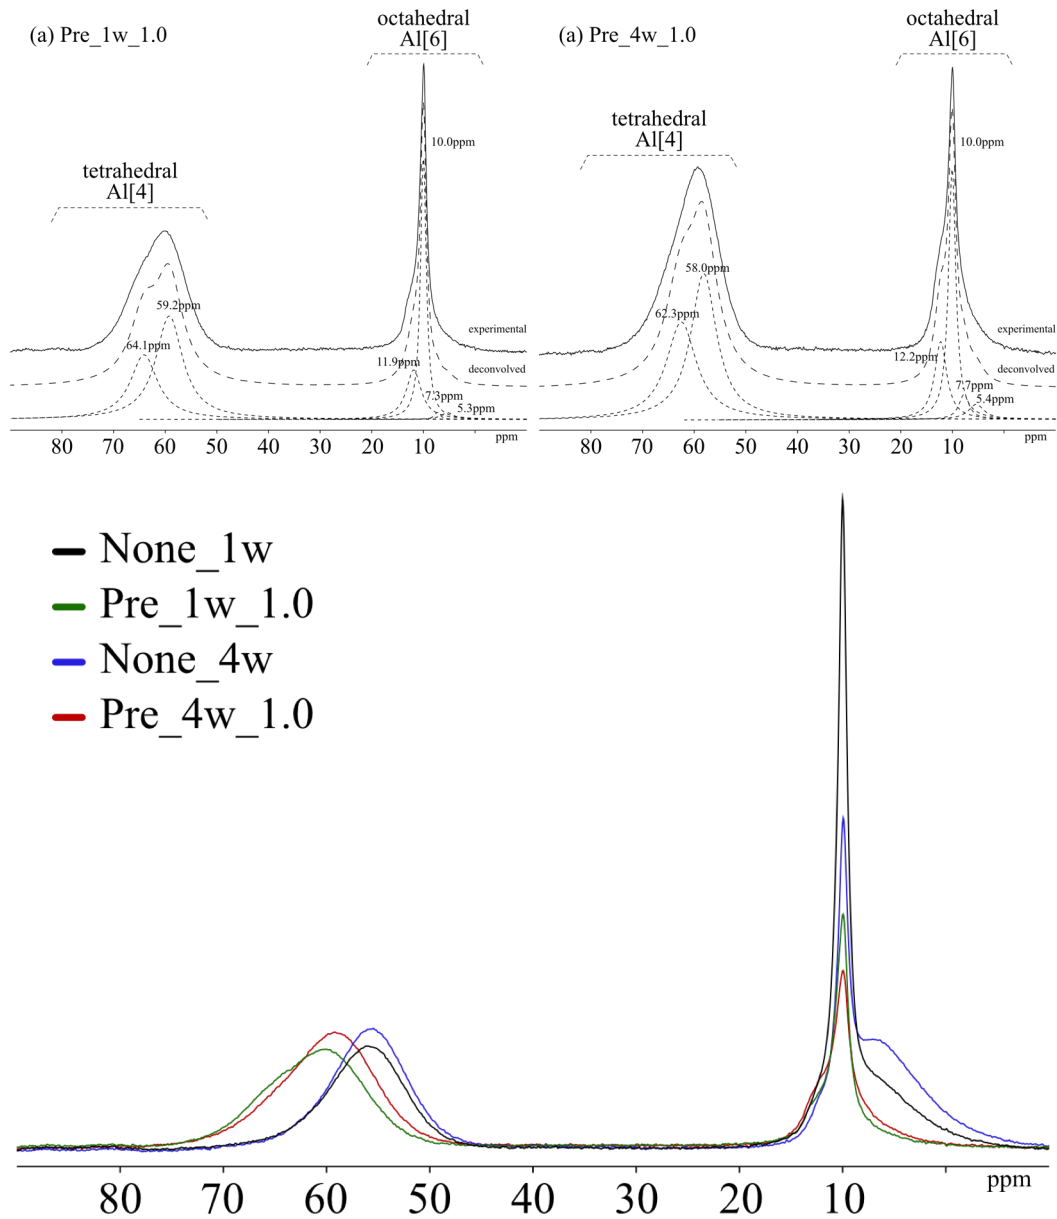 (a) Pre_1w_1.0
octahedral
Al[6]
10.0ppm
tetrahedral
Al[4]
59.2ppm
64.1ppm
experimental
11.9ppm
deconvolved
7.3ppm
5.3ppm
80 70 60 50 40 30 20 10
ppm
(a) Pre_4w_1.0
octahedral
Al[6]
tetrahedral
Al[4]
10.0ppm
58.0ppm
62.3ppm
experimental
12.2ppm
deconvolved
7.7ppm
5.4ppm
80 70 60 50 40 30 20 10
ppm
None_1w
Pre_1w_1.0
None_4w
Pre_4w_1.0
80 70 60 50 40 30 20 10 ppm